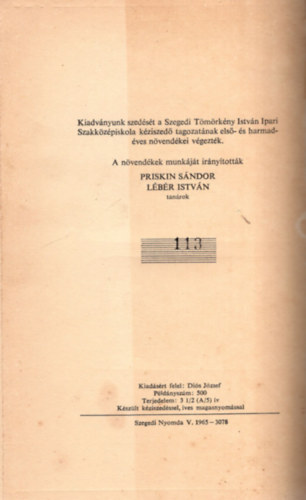 Kiadványunk szedését a Szegedi Tömörkény István Ipari
Szakközépiskola kéziszedő tagozatának első- és harmad-
éves növendékei végezték.
A növendékek munkáját irányították
PRISKIN SÁNDOR
LÉBÉR ISTVÁN
tanárok
113
Kiadásért felel: Diós József
Példányszám: 500
Terjedelem: 3 1/2 (A/5) ív
Készült kéziszedéssel, íves magasnyomással
Szegedi Nyomda V. 1965—3078